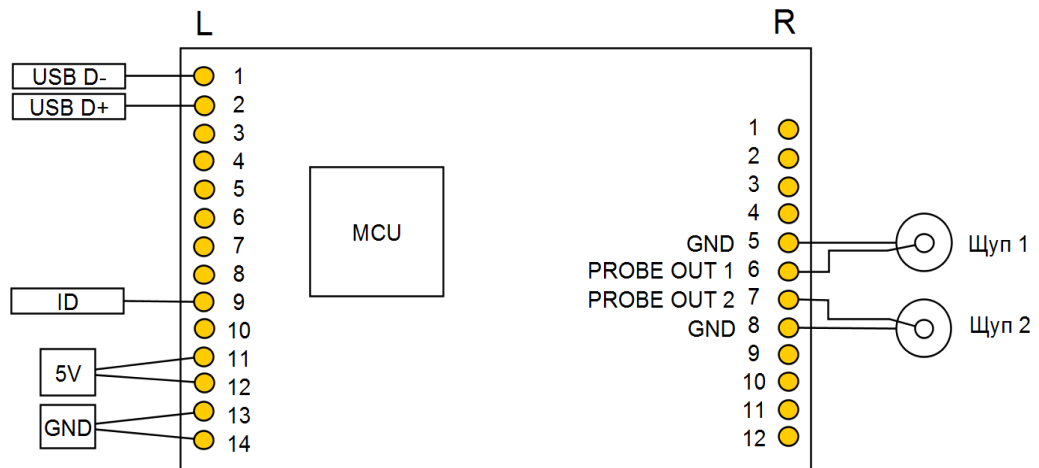 L
R
USB D-
1
USB D+
2
3
4
5
6
7
8
ID
9
10
5V
11
12
GND
13
14
MCU
1
2
3
4
GND 5
PROBE OUT 1 6
PROBE OUT 2 7
GND 8
9
10
11
12
Щуп 1
Щуп 2